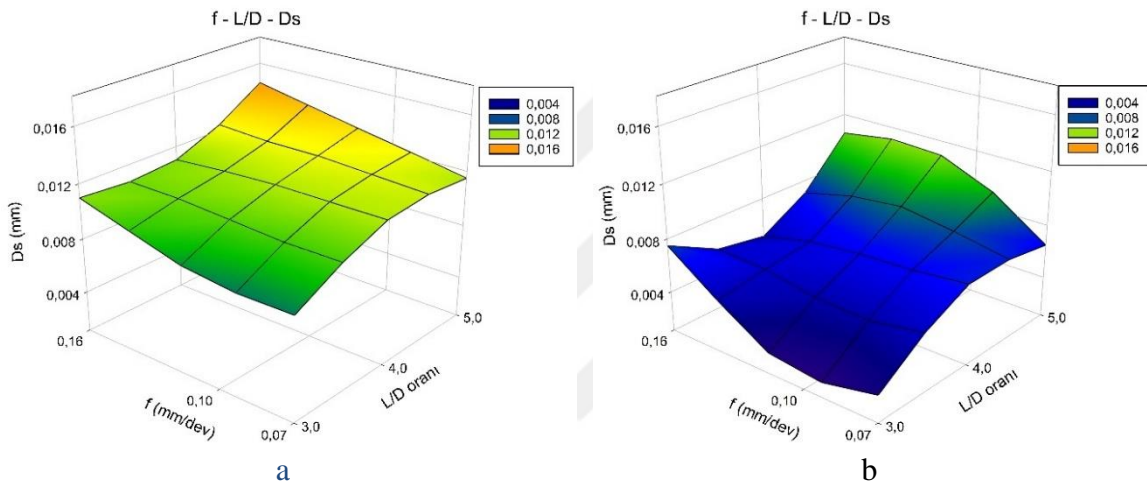 f - L/D - Ds
0,004
0,008
0,012
0,016
0,016
0,012
0,008
0,004
Ds (mm)
0,16
0,10
0,07
f (mm/dev)
3,0
4,0
5,0
L/D oranı
a
f - L/D - Ds
0,004
0,008
0,012
0,016
0,016
0,012
0,008
0,004
Ds (mm)
0,16
0,10
0,07
f (mm/dev)
3,0
4,0
5,0
L/D oranı
b